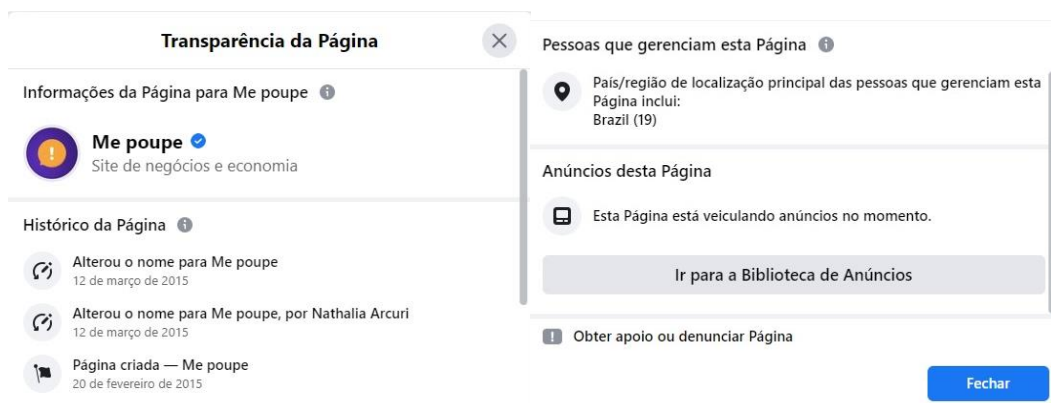 Transparência da Página
Informações da Página para Me poupe
Me poupe
Site de negócios e economia
Histórico da Página
Alterou o nome para Me poupe
12 de março de 2015
Alterou o nome para Me poupe, por Nathalia Arcuri
12 de março de 2015
Página criada — Me poupe
20 de fevereiro de 2015
Pessoas que gerenciam esta Página
País/região de localização principal das pessoas que gerenciam esta
Página inclui:
Brazil (19)
Anúncios desta Página
Esta Página está veiculando anúncios no momento.
Ir para a Biblioteca de Anúncios
Obter apoio ou denunciar Página
Fechar